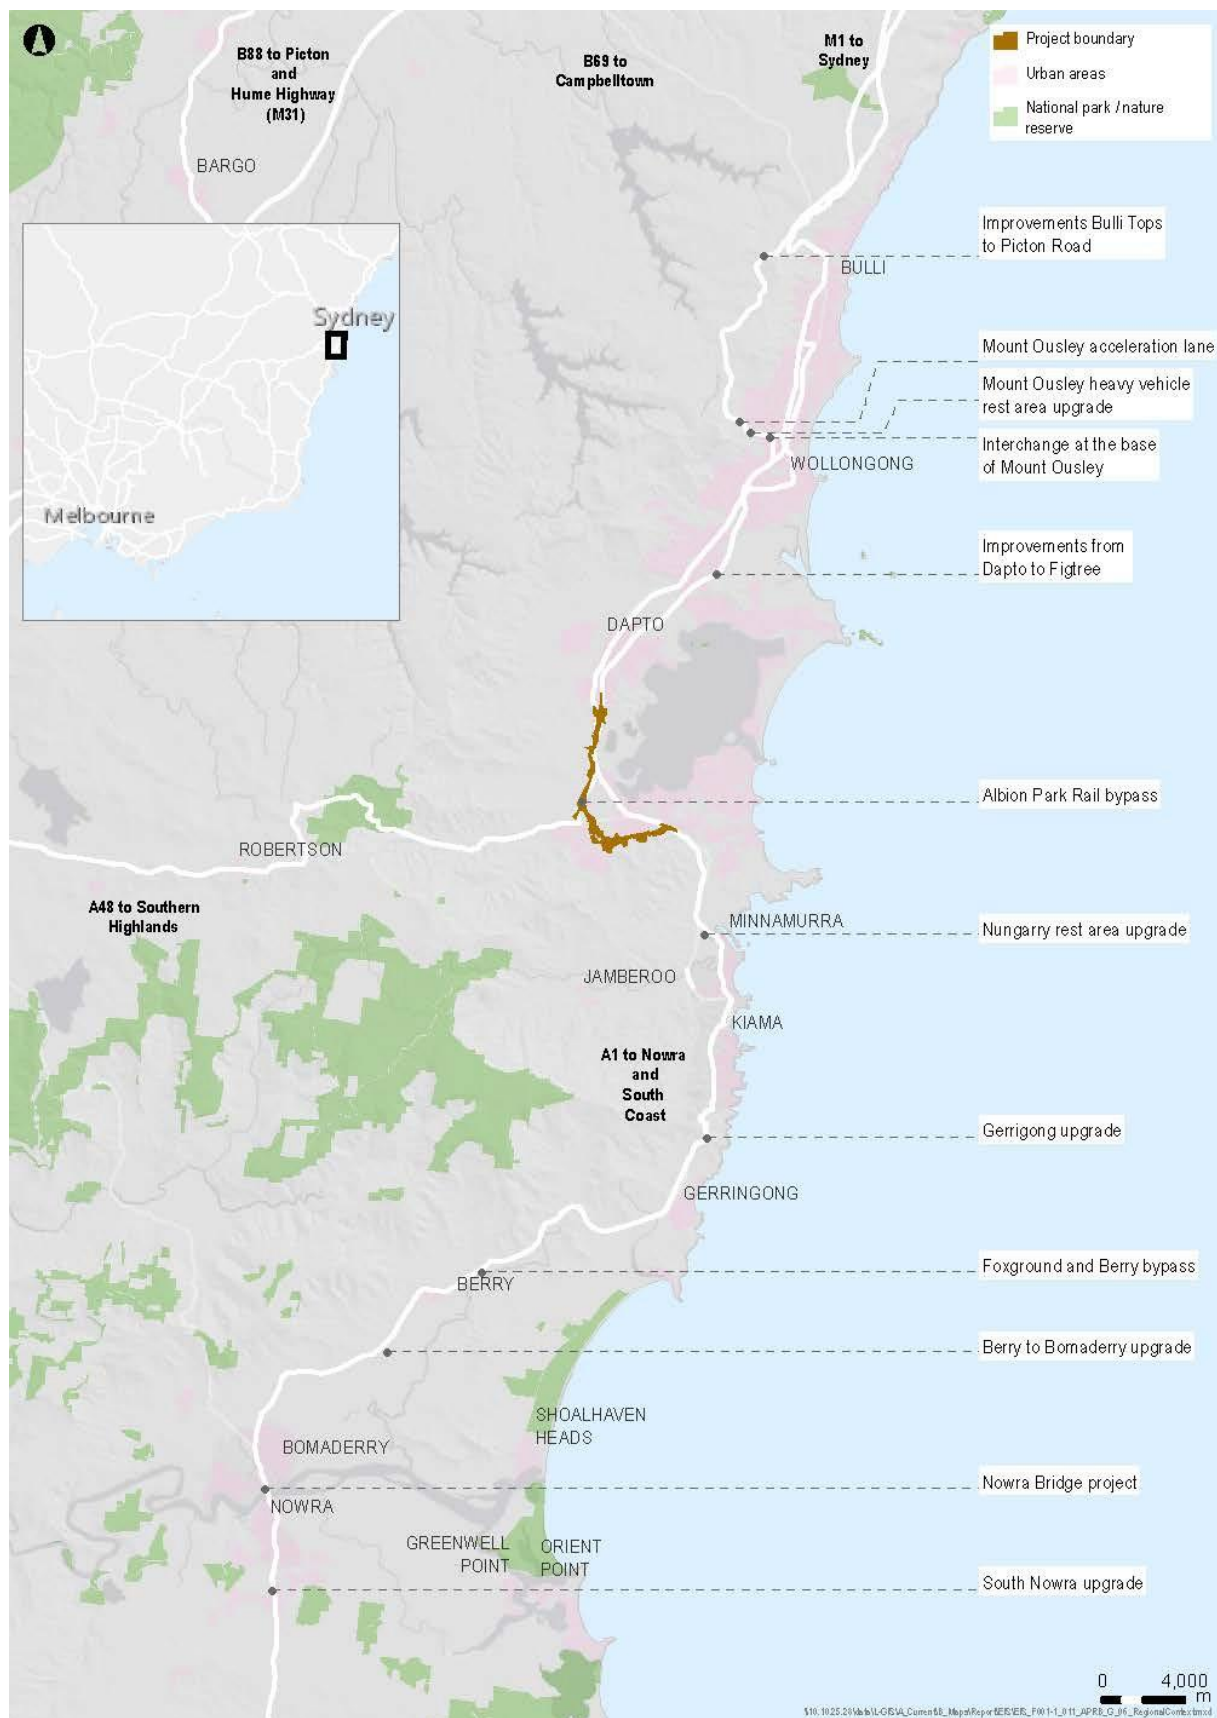 B88 to Picton
and
Hume Highway
(M31)
B69 to
Campbelltown
M1 to
Sydney
Project boundary
Urban areas
National park / nature
reserve
BARGO
Improvements Bulli Tops
to Picton Road
BULLI
Sydney
Melbourne
Mount Ousley acceleration lane
Mount Ousley heavy vehicle
rest area upgrade
Interchange at the base
of Mount Ousley
WOLLONGONG
Improvements from
Dapto to Figtree
DAPTO
Albion Park Rail bypass
ROBERTSON
A48 to Southern
Highlands
MINNAMURRA
Nungarry rest area upgrade
JAMBEROO
KIAMA
A1 to Nowra
and
South
Coast
Gerrigong upgrade
GERRINGONG
Foxground and Berry bypass
BERRY
Berry to Bomaderry upgrade
SHOALHAVEN
HEADS
BOMADERRY
Nowra Bridge project
NOWRA
GREENWELL
POINT
ORIENT
POINT
South Nowra upgrade
0 4,000
m